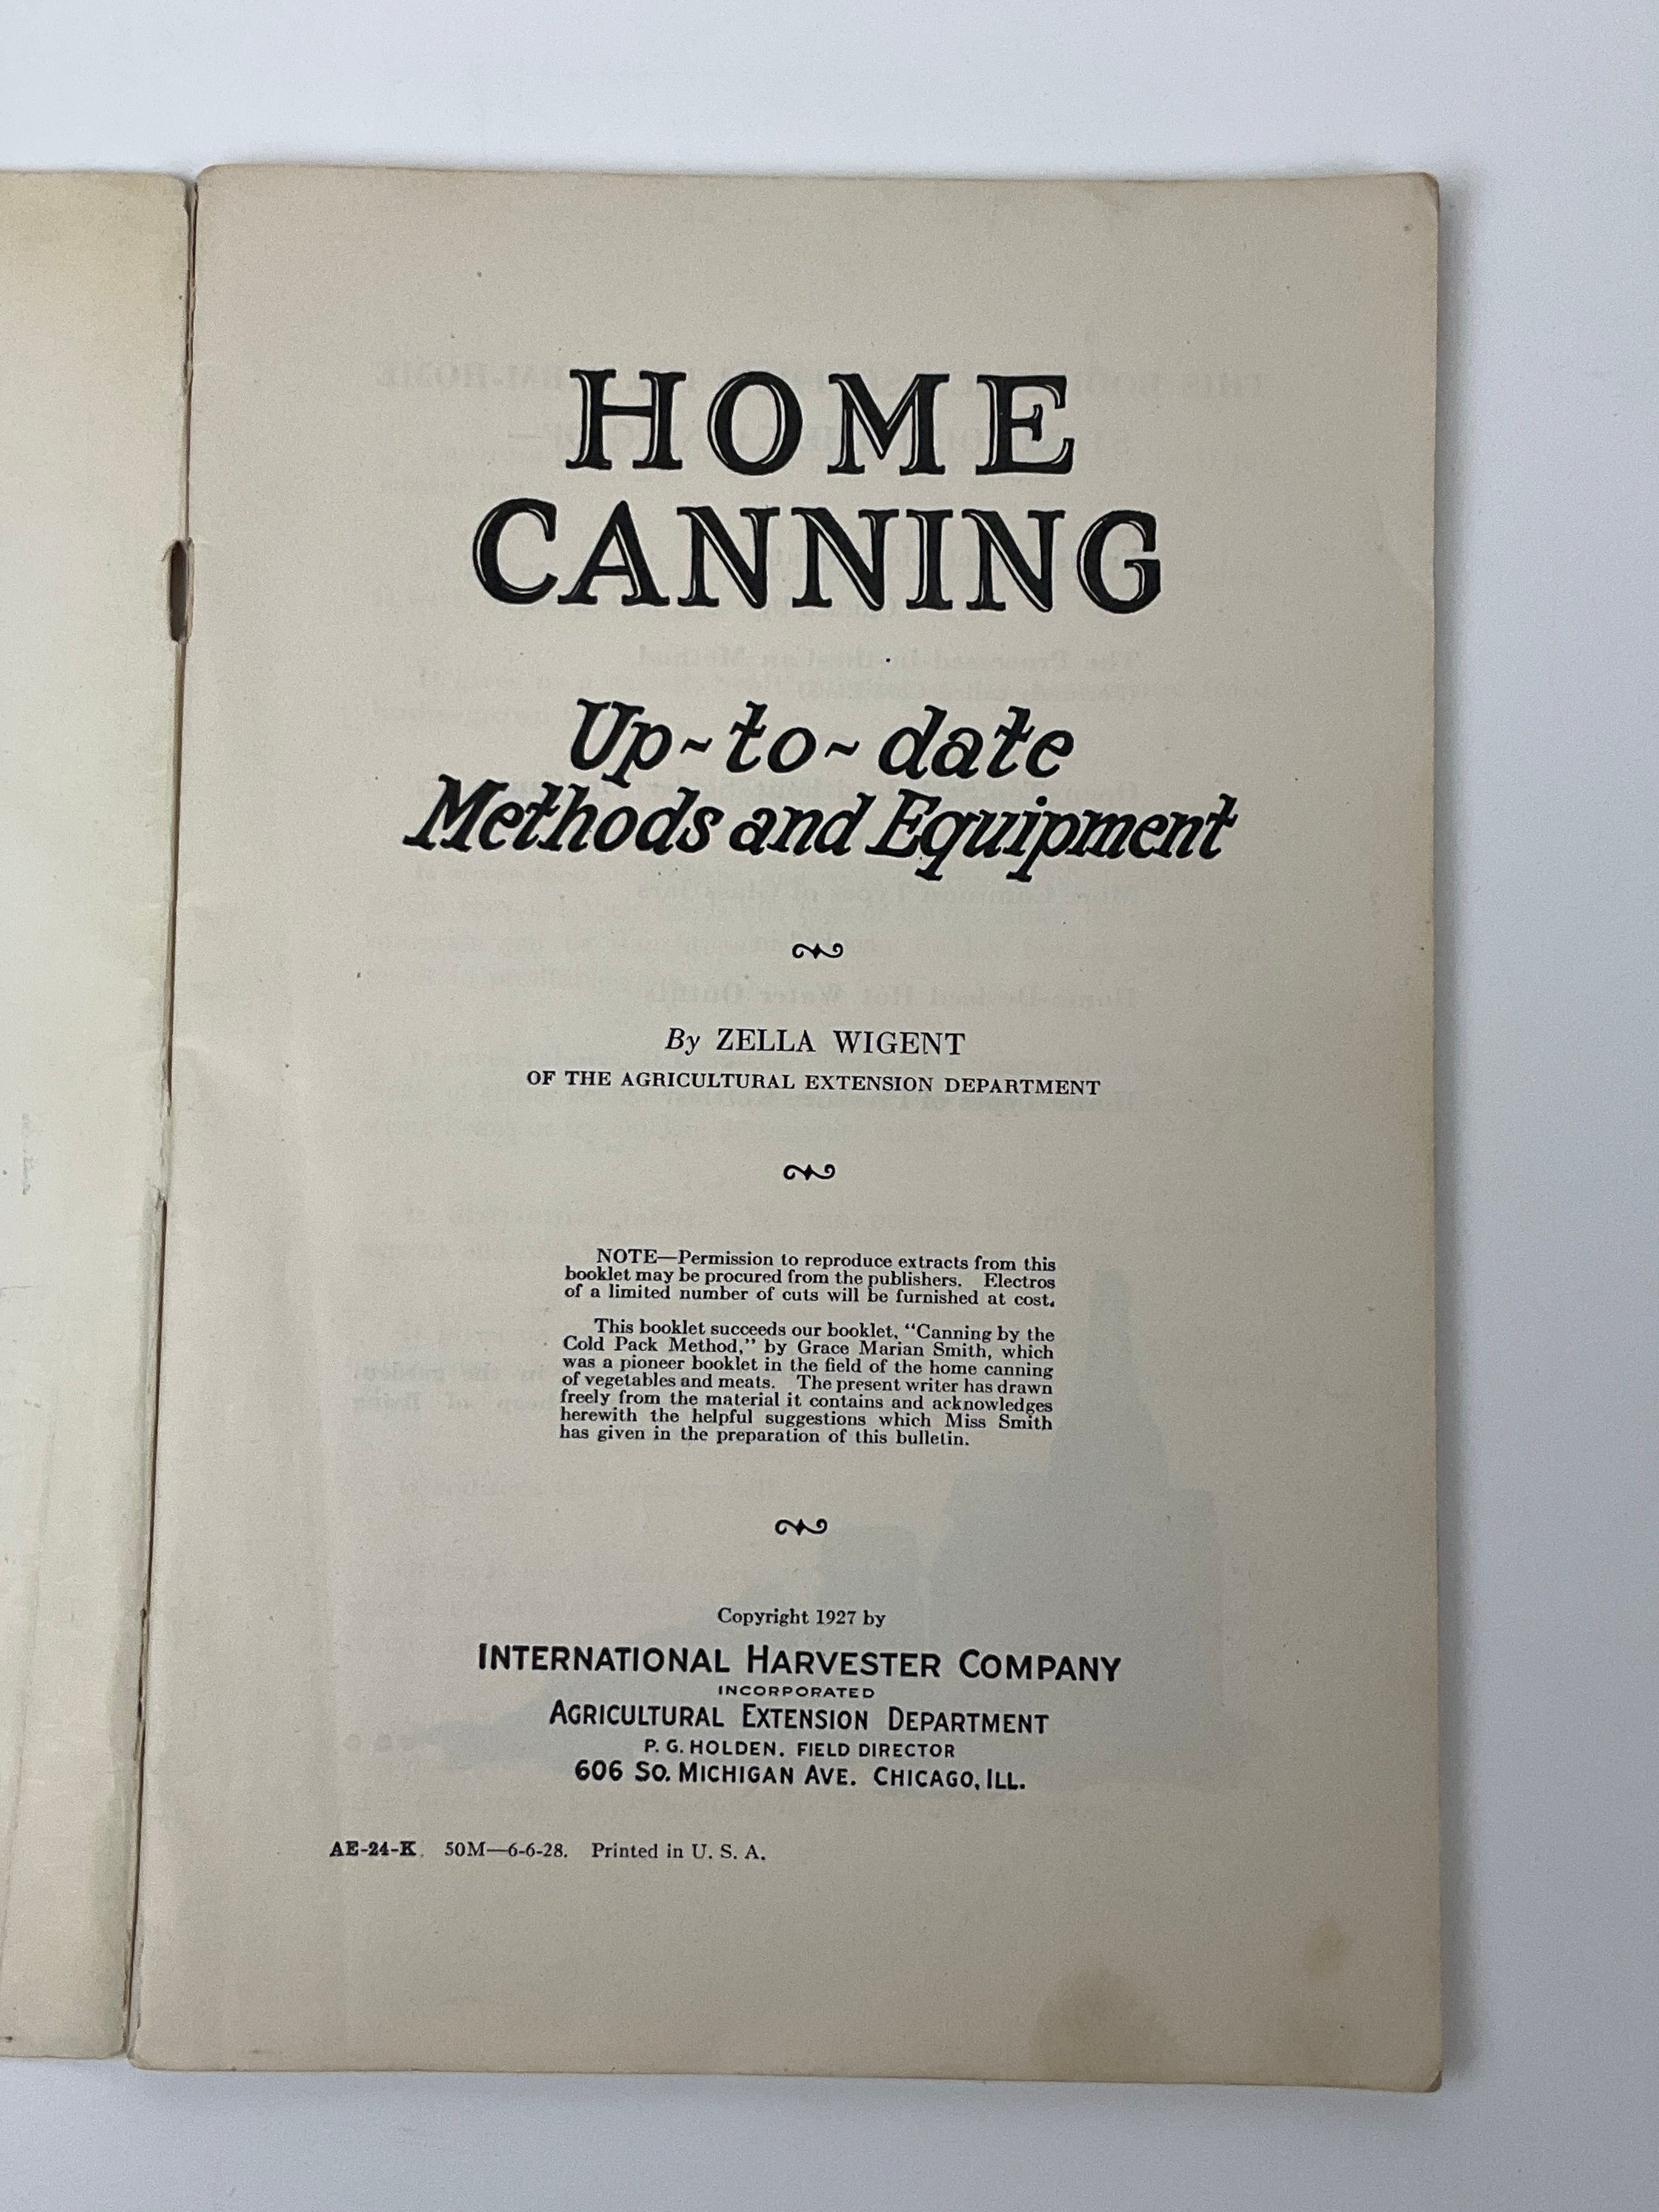 HOME
CANNING
Up-to-date
Methods and Equipment
By ZELLA WIGENT
OF THE AGRICULTURAL EXTENSION DEPARTMENT
NOTE—Permission to reproduce extracts from this
booklet may be procured from the publishers. Electros
of a limited number of cuts will be furnished at cost.
This booklet succeeds our booklet, "Canning by the
Cold Pack Method," by Grace Marian Smith, which
was a pioneer booklet in the field of the home canning
of vegetables and meats. The present writer has drawn
freely from the material it contains and acknowledges
herewith the helpful suggestions which Miss Smith
has given in the preparation of this bulletin.
Copyright 1927 by
INTERNATIONAL HARVESTER COMPANY
INCORPORATED
AGRICULTURAL EXTENSION DEPARTMENT
P. G. HOLDEN, FIELD DIRECTOR
606 SO. MICHIGAN AVE. CHICAGO, ILL.
AE-24-K. 50M—6-6-28. Printed in U. S. A.